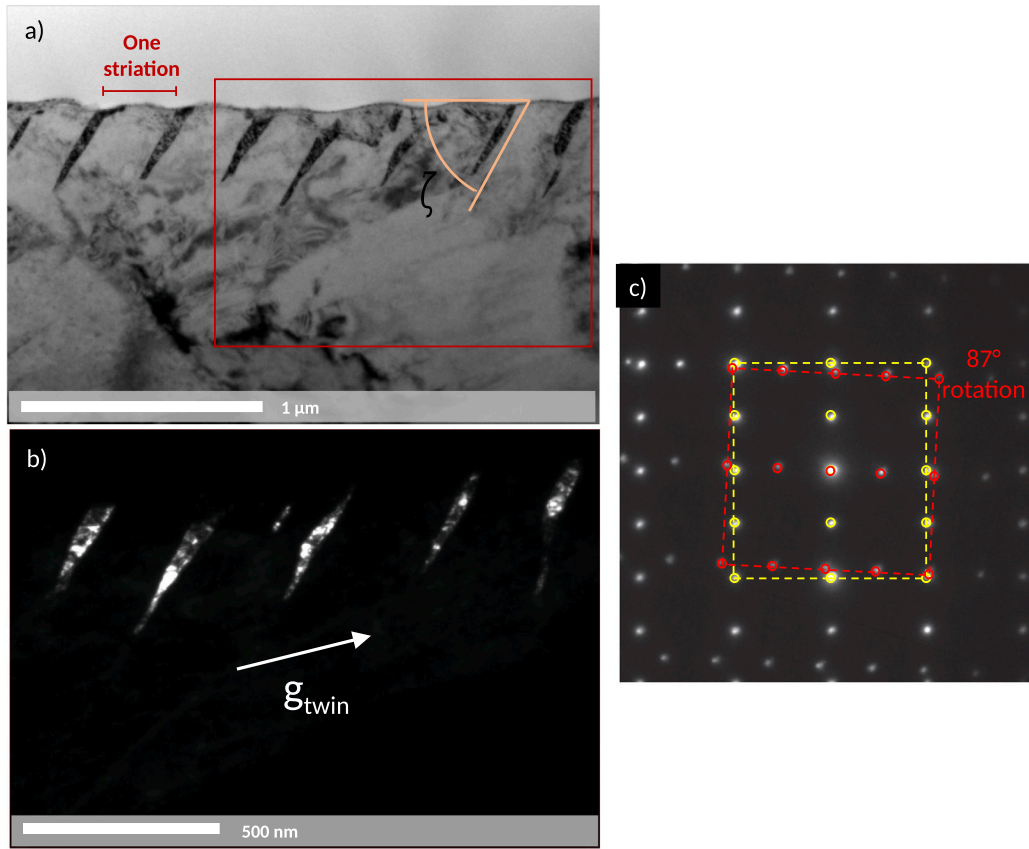 a)
One
striation
ζ
1 µm
b)
g twin
500 nm
c)
87°
rotation